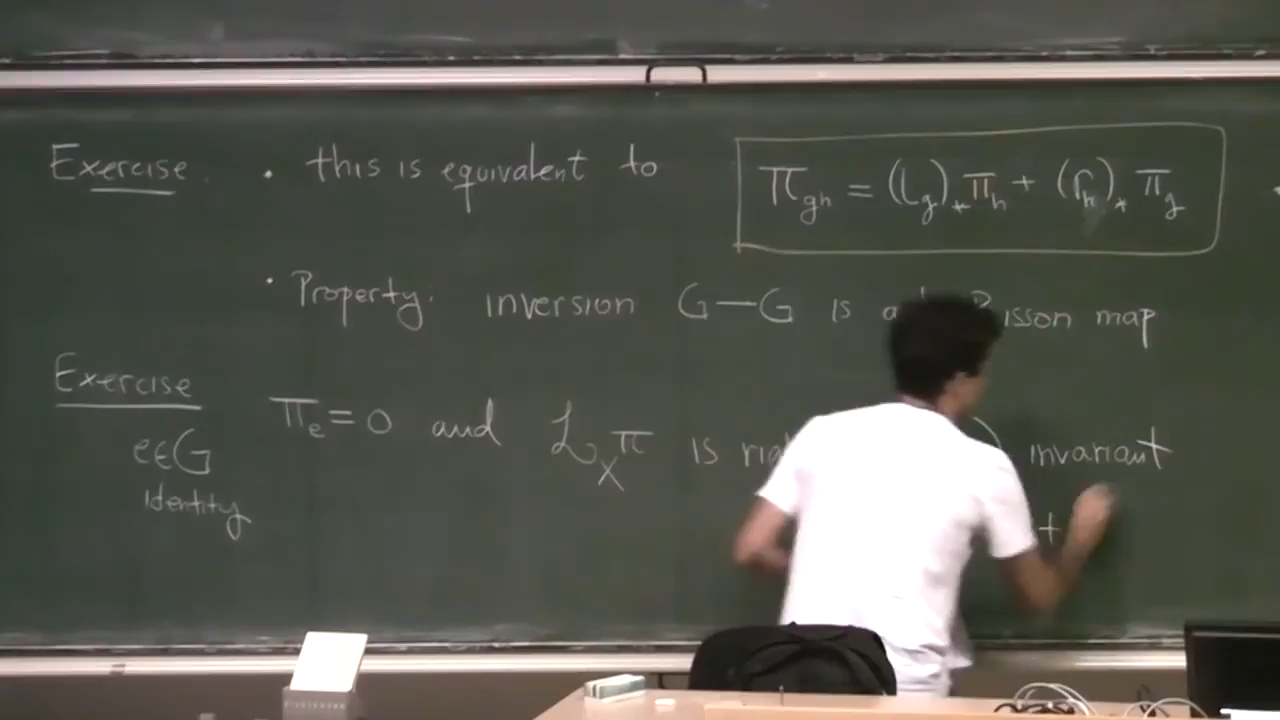 Exercise . • this is equivalent to π_gh = (L_g)_* π_h + (r_h)_* π_g
• Property: inversion G—G is a map
Exercise π_e = 0 and ℒ_X π is invariant
e∈G
identity
+